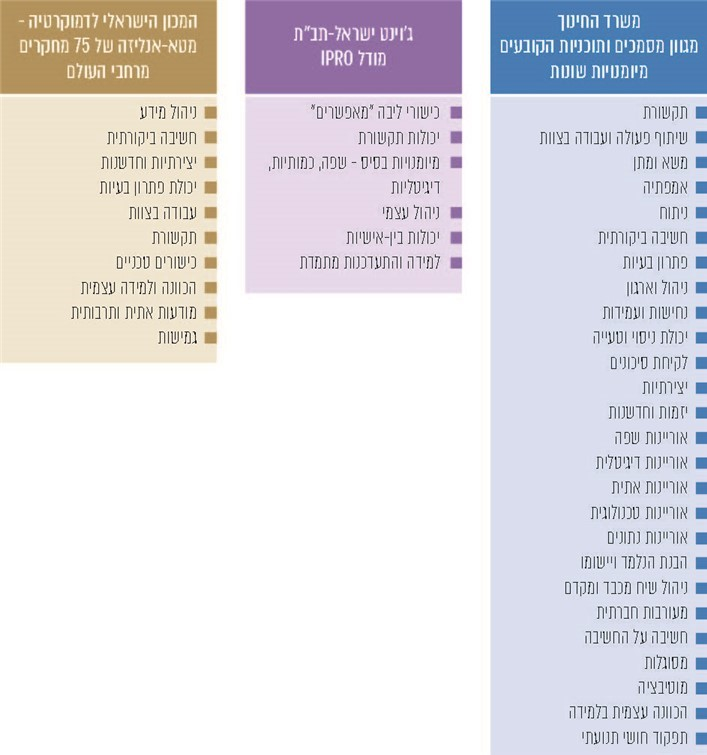 משרד החינוך
מגוון מסמכים ותוכניות הקובעים
מיומנויות שונות
תקשורת
שיתוף פעולה ועבודה בצוות
משא ומתן
אמפתיה
ניתוח
חשיבה ביקורתית
פתרון בעיות
ניהול וארגון
נחישות ועמידות
יכולת ניסוי וטעייה
לקיחת סיכונים
יצירתיות
יזמות וחדשנות
אוריינות שפה
אוריינות דיגיטלית
אוריינות אתית
אוריינות טכנולוגית
אוריינות נתונים
הבנת הנלמד ויישומו
ניהול שיח מכבד ומקדם
מעורבות חברתית
חשיבה על החשיבה
מסוגלות
מוטיבציה
הכוונה עצמית בלמידה
תפקוד חושי תנועתי
ג'וינט ישראל-תב"ת
מודל IPRO
כישורי ליבה "מאפשרים"
יכולות תקשורת
מיומנויות בסיס - שפה, כמותיות,
דיגיטליות
ניהול עצמי
יכולות בין-אישיות
למידה והתעדכנות מתמדת
המכון הישראלי לדמוקרטיה -
מטא-אנליזה של 75 מחקרים
מרחבי העולם
ניהול מידע
חשיבה ביקורתית
יצירתיות וחדשנות
יכולת פתרון בעיות
עבודה בצוות
תקשורת
כישורים טכניים
הכוונה ולמידה עצמית
מודעות אתית ותרבותית
גמישות